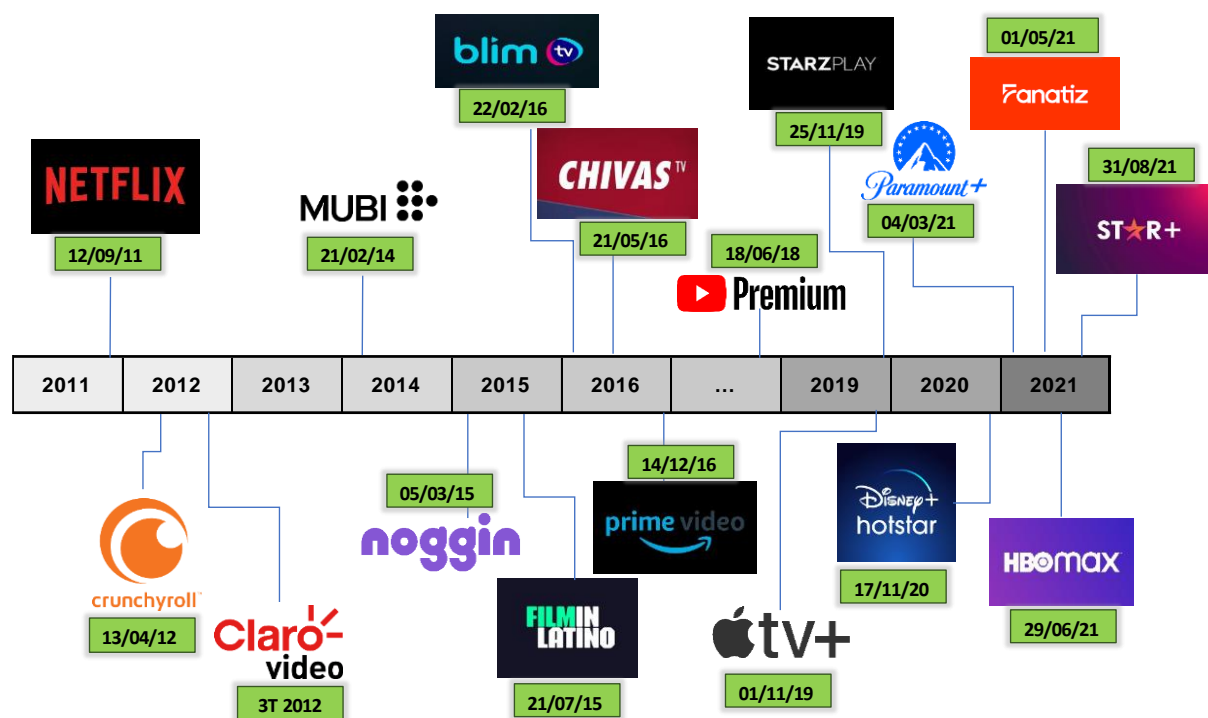 blim tv
22/02/16
STARZPLAY
25/11/19
01/05/21
Fanatiz
NETFLIX
12/09/11
MUBI
21/02/14
CHIVAS TV
21/05/16
18/06/18
Premium
Paramount+
04/03/21
31/08/21
ST★R+
2011 2012 2013 2014 2015 2016 ... 2019 2020 2021
crunchyroll
13/04/12
Claro-
video
3T 2012
05/03/15
noggin
FILMIN
LATINO
21/07/15
14/12/16
prime video
tv+
01/11/19
Disney+
hotstar
17/11/20
HBOMAX
29/06/21